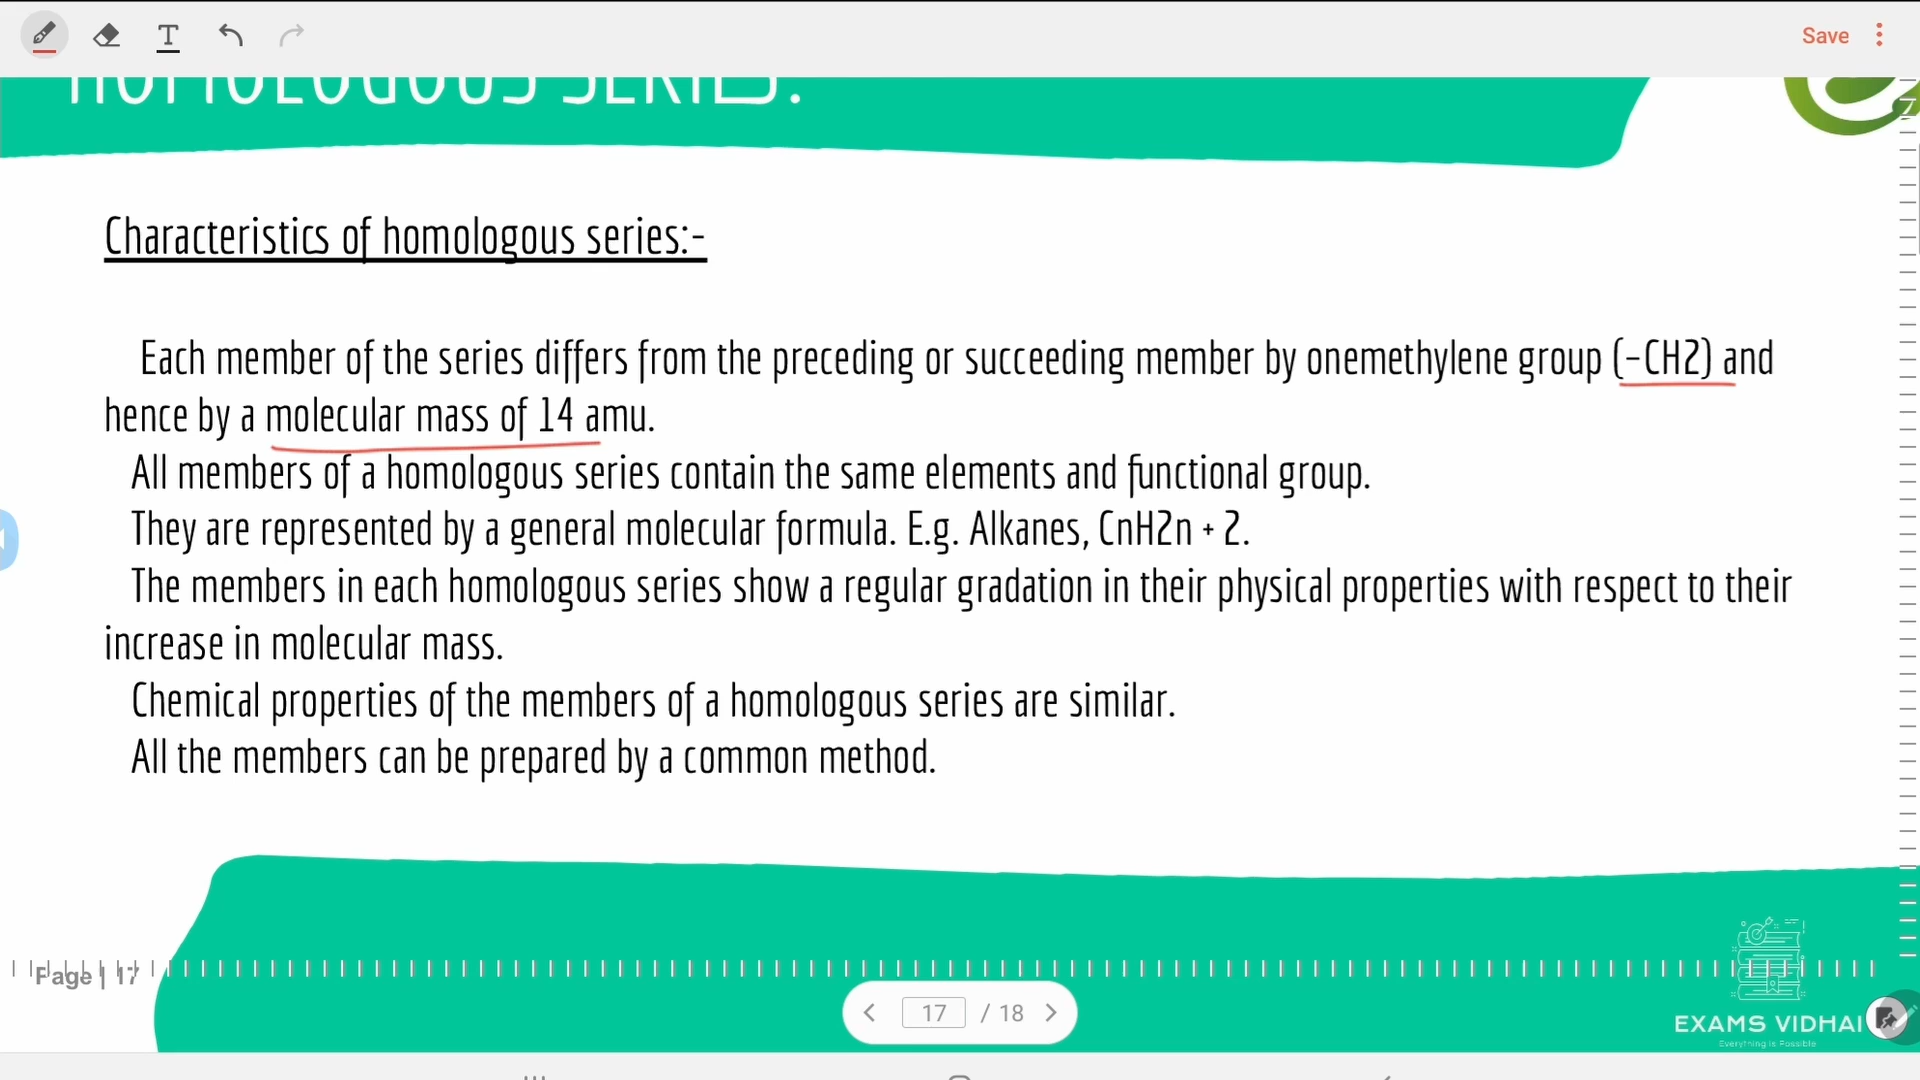 Save
HOMOLOGOUS SERIES:
Characteristics of homologous series:-
Each member of the series differs from the preceding or succeeding member by onemethylene group (–CH2) and
hence by a molecular mass of 14 amu.
All members of a homologous series contain the same elements and functional group.
They are represented by a general molecular formula. E.g. Alkanes, CnH2n + 2.
The members in each homologous series show a regular gradation in their physical properties with respect to their
increase in molecular mass.
Chemical properties of the members of a homologous series are similar.
All the members can be prepared by a common method.
Page | 17
17 / 18
EXAMS VIDHAI
Everything is Possible